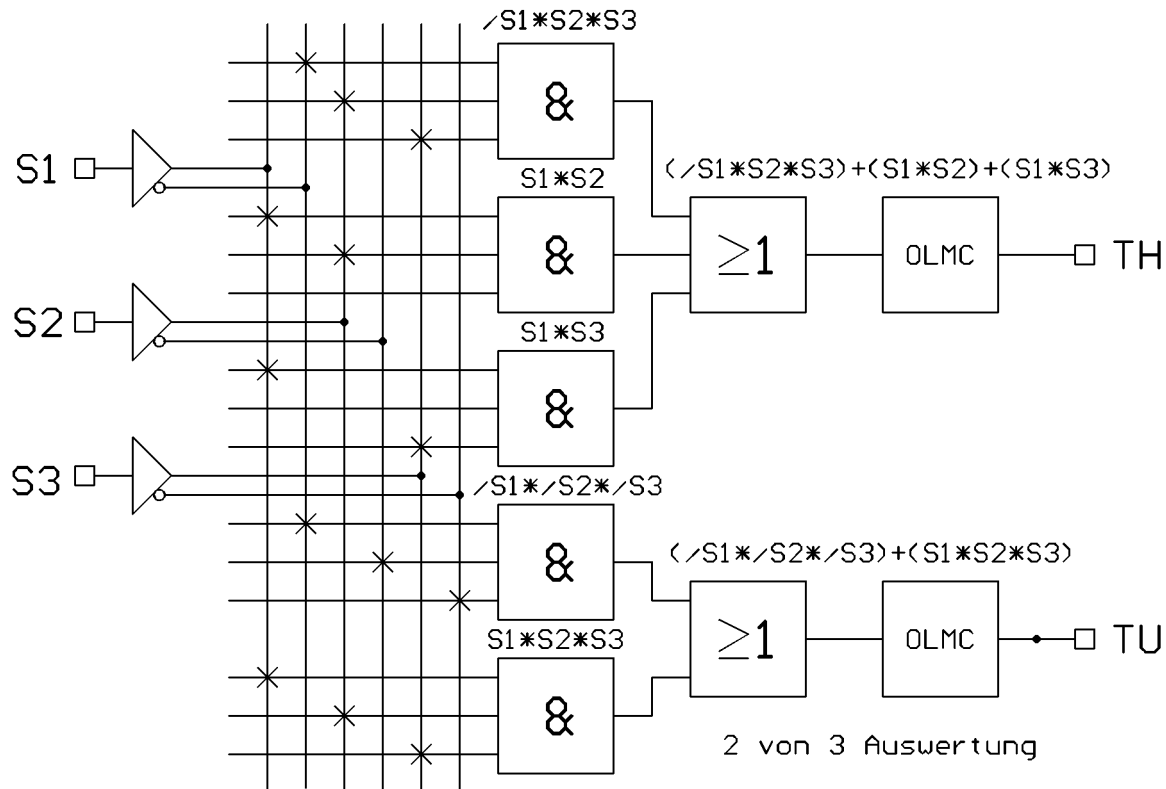 /S1*S2*S3
&
S1
S1*S2
(/S1*S2*S3)+(S1*S2)+(S1*S3)
&
≥1
OLMC
TH
S2
S1*S3
&
S3
/S1*/S2*/S3
&
(/S1*/S2*/S3)+(S1*S2*S3)
≥1
OLMC
TU
S1*S2*S3
&
2 von 3 Auswertung